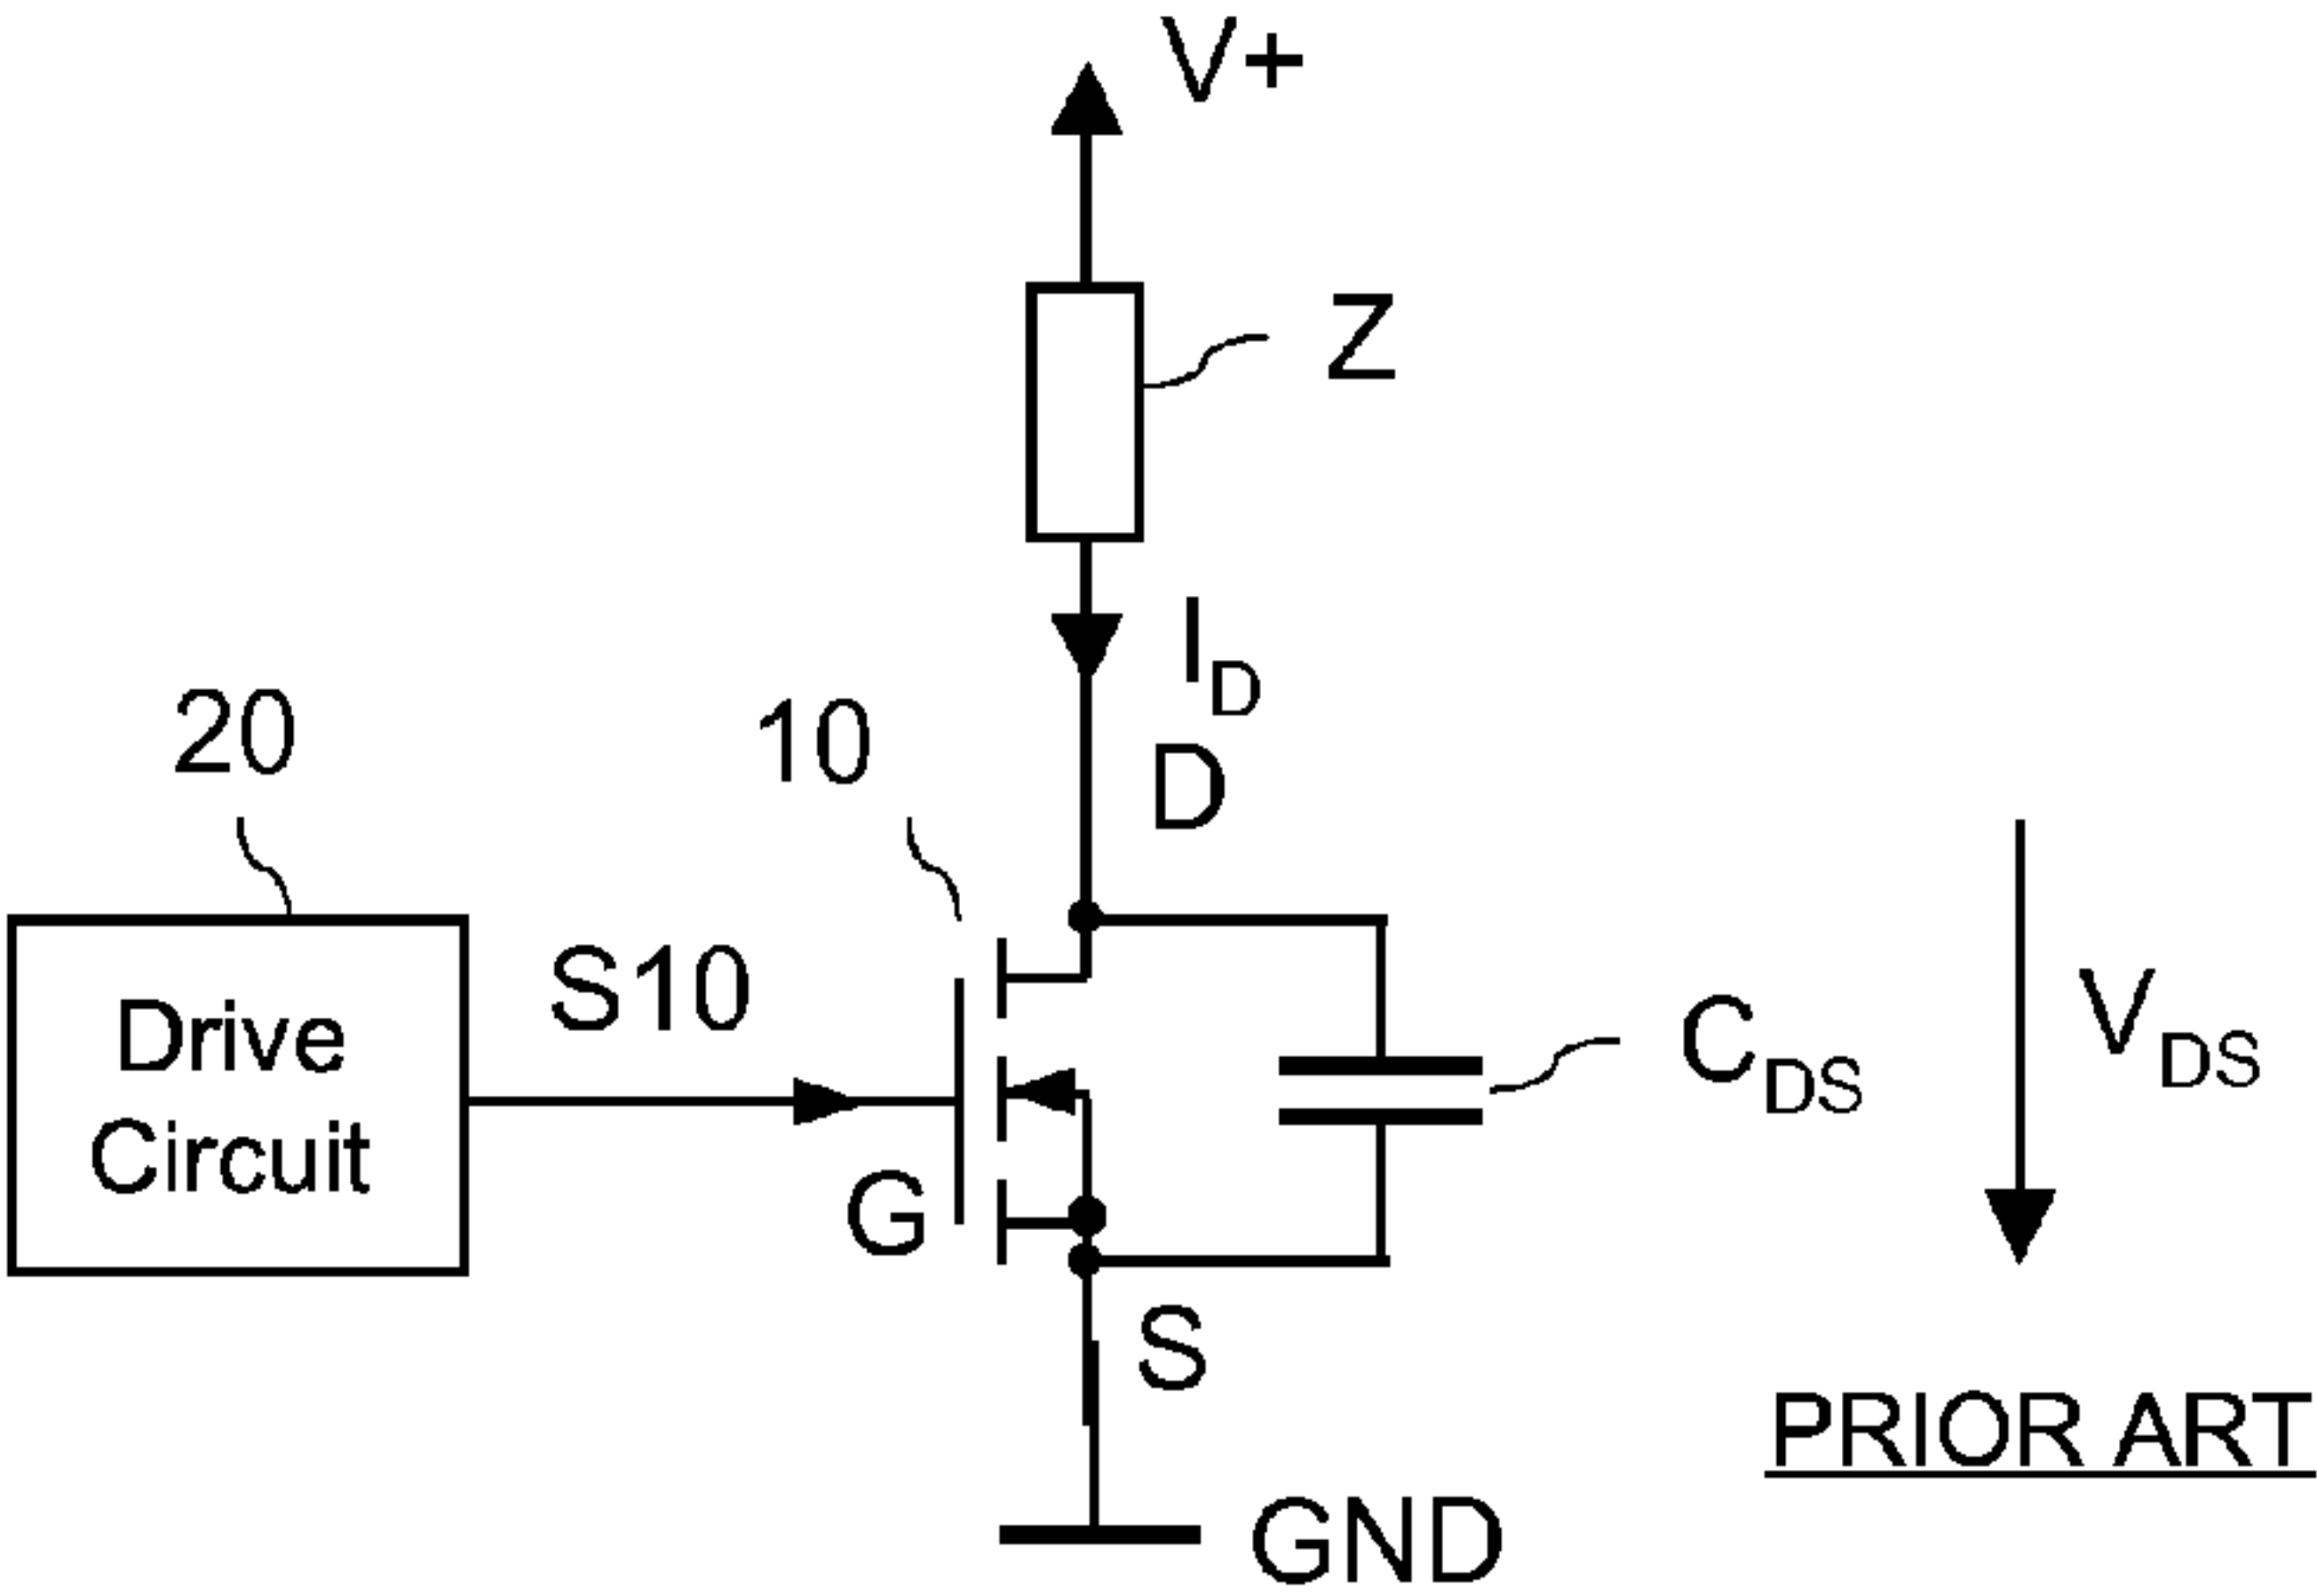 V+
Z
I_D
D
20
10
Drive
Circuit
S10
G
C_DS
V_DS
S
PRIOR ART
GND